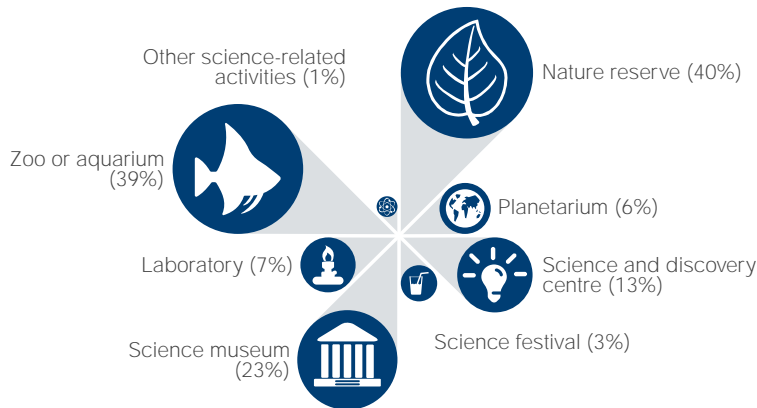 Other science-related
activities (1%)
Nature reserve (40%)
Zoo or aquarium
(39%)
Planetarium (6%)
Laboratory (7%)
Science and discovery
centre (13%)
Science museum
(23%)
Science festival (3%)